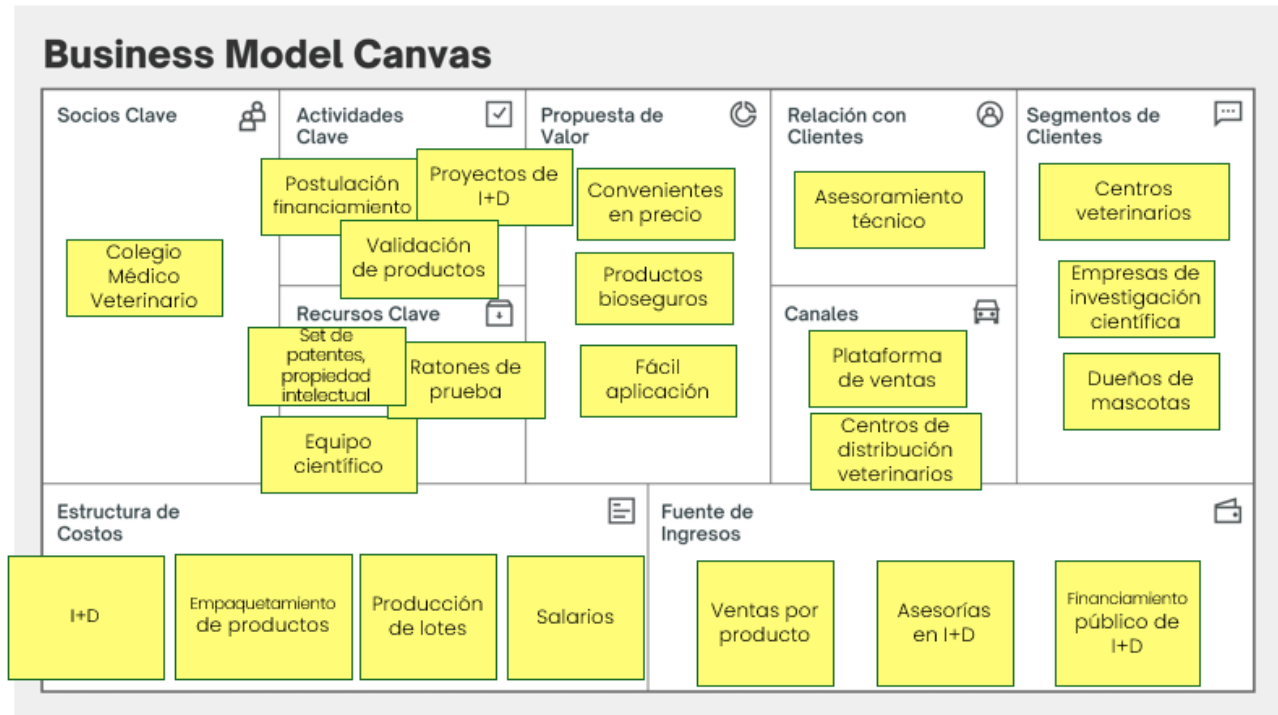 Business Model Canvas
Socios Clave
Colegio
Médico
Veterinario
Actividades
Clave
Postulación
financiamiento
Proyectos de
I+D
Validación
de productos
Recursos Clave
Set de
patentes,
propiedad
intelectual
Ratones de
prueba
Equipo
científico
Propuesta de
Valor
Convenientes
en precio
Productos
bioseguros
Fácil
aplicación
Relación con
Clientes
Asesoramiento
técnico
Canales
Plataforma
de ventas
Centros de
distribución
veterinarios
Segmentos de
Clientes
Centros
veterinarios
Empresas de
investigación
científica
Dueños de
mascotas
Estructura de
Costos
I+D
Empaquetamiento
de productos
Producción
de lotes
Salarios
Fuente de
Ingresos
Ventas por
producto
Asesorías
en I+D
Financiamiento
público de
I+D